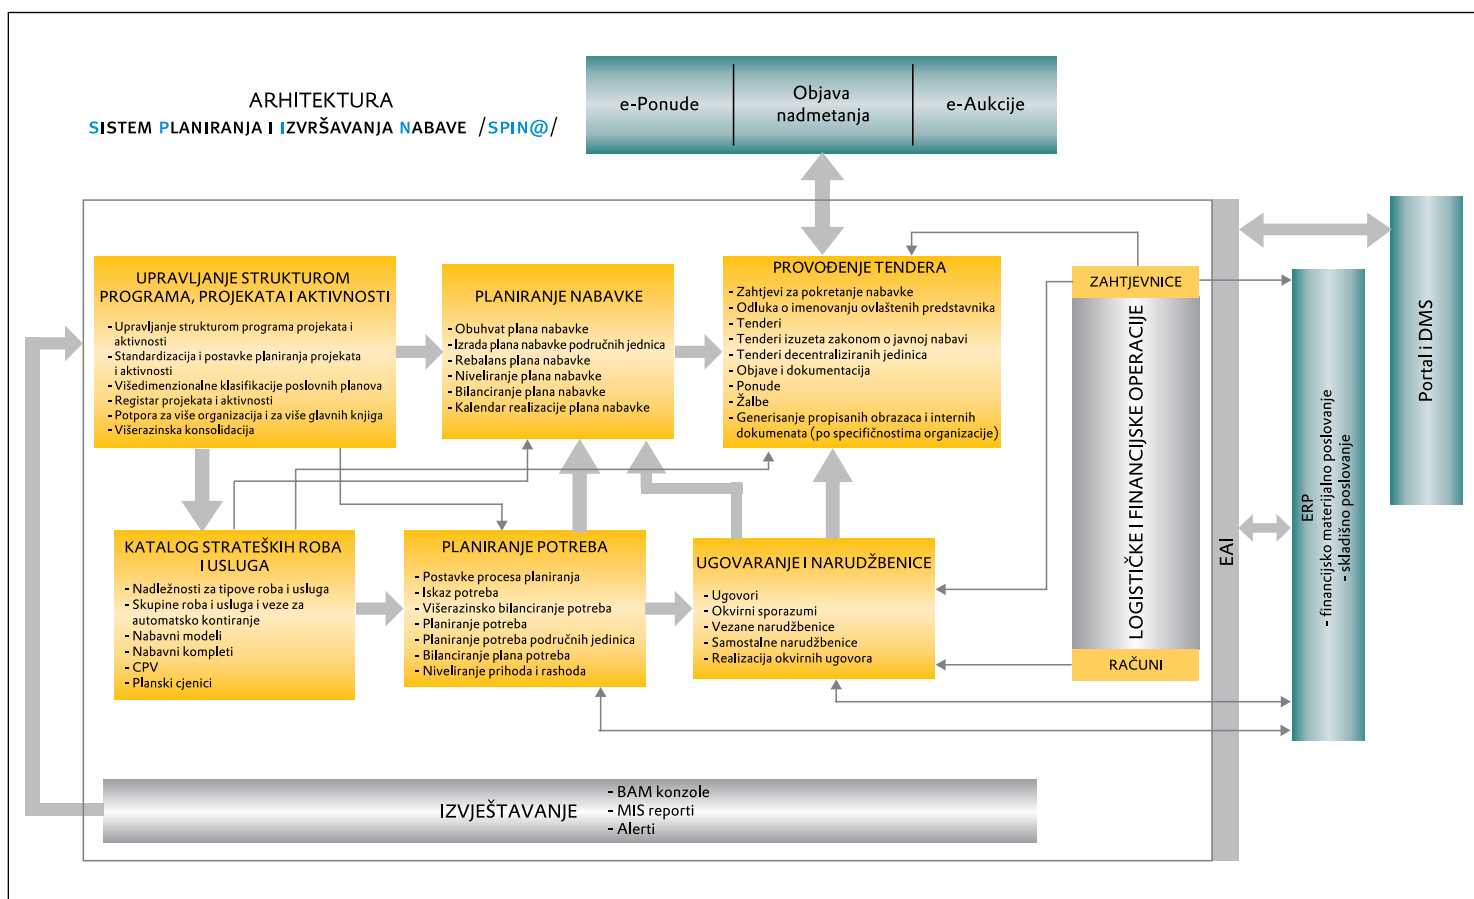 ARHITEKTURA
SISTEM PLANIRANJA I IZVRŠAVANJA NABAVE /SPIN@/
e-Ponude
Objava
nadmetanja
e-Aukcije
UPRAVLJANJE STRUKTUROM
PROGRAMA, PROJEKATA I AKTIVNOSTI
- Upravljanje strukturom programa projekata i
aktivnosti
- Standardizacija i postavke planiranja projekata
i aktivnosti
- Višedimenzionalne klasifikacije poslovnih planova
- Registar projekata i aktivnosti
- Potpora za više organizacija i za više glavnih knjiga
- Višerazinska konsolidacija
PLANIRANJE NABAVKE
- Obuhvat plana nabavke
- Izrada plana nabavke područnih jednica
- Rebalans plana nabavke
- Niveliranje plana nabavke
- Bilanciranje plana nabavke
- Kalendar realizacije plana nabavke
PROVOĐENJE TENDERA
- Zahtjevi za pokretanje nabavke
- Odluka o imenovanju ovlaštenih predstavnika
- Tenderi
- Tenderi izuzeta zakonom o javnoj nabavi
- Tenderi decentraliziranih jedinica
- Objave i dokumentacija
- Ponude
- Žalbe
- Generisanje propisanih obrazaca i internih
dokumenata (po specifičnostima organizacije)
ZAHTJEVNICE
LOGISTIČKE I FINANCIJSKE OPERACIJE
RAČUNI
EAI
ERP
- financijsko materijalno poslovanje
- skladišno poslovanje
Portal i DMS
KATALOG STRATEŠKIH ROBA
I USLUGA
- Nadležnosti za tipove roba i usluga
- Skupine roba i usluga i veze za
automatsko kontiranje
- Nabavni modeli
- Nabavni kompleti
- CPV
- Planski cjenici
PLANIRANJE POTREBA
- Postavke procesa planiranja
- Iskaz potreba
- Višerazinsko bilanciranje potreba
- Planiranje potreba
- Planiranje potreba područnih jedinica
- Bilanciranje plana potreba
- Niveliranje prihoda i rashoda
UGOVARANJE I NARUDŽBENICE
- Ugovori
- Okvirni sporazumi
- Vezane narudžbenice
- Samostalne narudžbenice
- Realizacija okvirnih ugovora
IZVJEŠTAVANJE
- BAM konzole
- MIS reporti
- Alerti